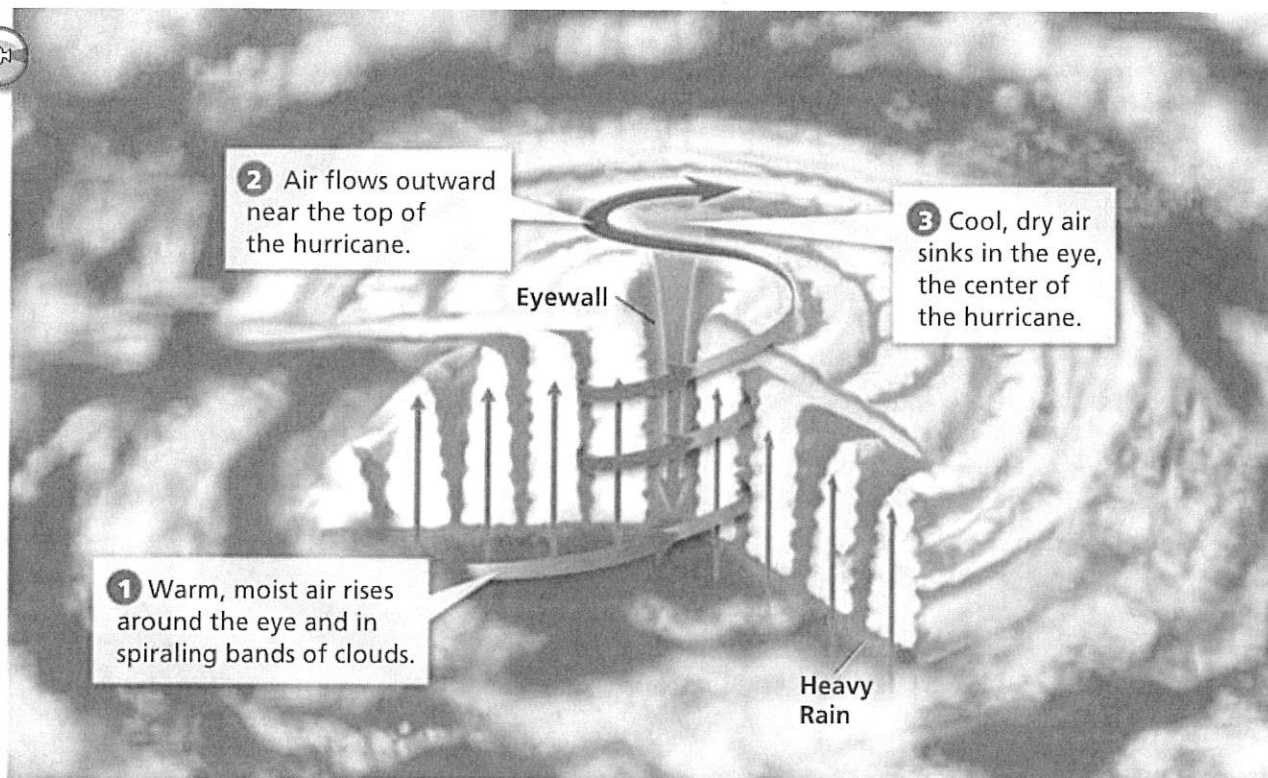 2 Air flows outward
near the top of
the hurricane.
3 Cool, dry air
sinks in the eye,
the center of
the hurricane.
Eyewall
1 Warm, moist air rises
around the eye and in
spiraling bands of clouds.
Heavy
Rain